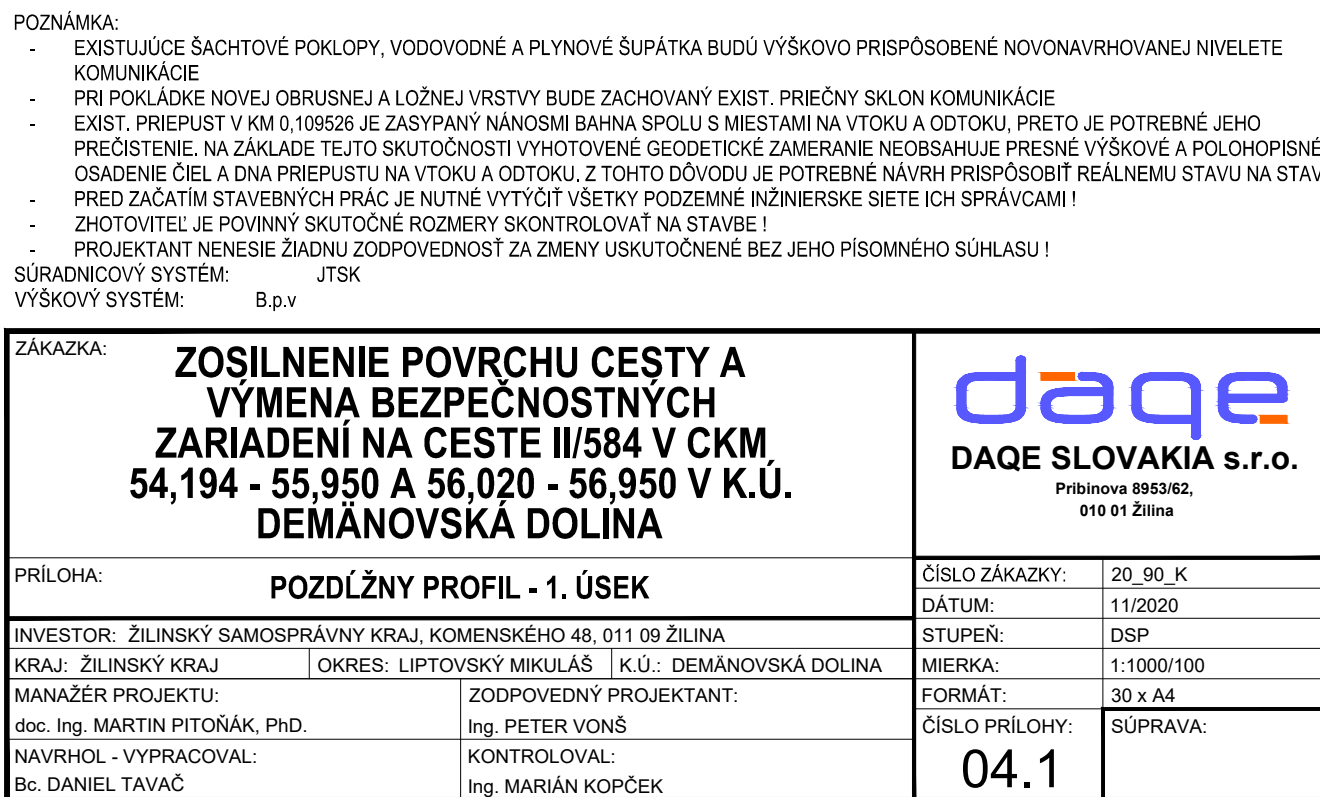 POZNÁMKA:
- EXISTUJÚCE ŠACHTOVÉ POKLOPY, VODOVODNÉ A PLYNOVÉ ŠUPÁTKA BUDÚ VÝŠKOVO PRISPÔSOBENÉ NOVONAVRHOVANEJ NIVELETE
KOMUNIKÁCIE
- PRI POKLÁDKE NOVEJ OBRUSNEJ A LOŽNEJ VRSTVY BUDE ZACHOVANÝ EXIST. PRIEČNY SKLON KOMUNIKÁCIE
- EXIST. PRIEPUST V KM 0,109526 JE ZASYPANÝ NÁNOSMI BAHNA SPOLU S MIESTAMI NA VTOKU A ODTOKU, PRETO JE POTREBNÉ JEHO
PREČISTENIE. NA ZÁKLADE TEJTO SKUTOČNOSTI VYHOTOVENÉ GEODETICKÉ ZAMERANIE NEOBSAHUJE PRESNÉ VÝŠKOVÉ A POLOHOPISNÉ
OSADENIE ČIEL A DNA PRIEPUSTU NA VTOKU A ODTOKU. Z TOHTO DÔVODU JE POTREBNÉ NÁVRH PRISPÔSOBIŤ REÁLNEMU STAVU NA STAV
- PRED ZAČATÍM STAVEBNÝCH PRÁC JE NUTNÉ VYTÝČIŤ VŠETKY PODZEMNÉ INŽINIERSKE SIETE ICH SPRÁVCAMI !
- ZHOTOVITEĽ JE POVINNÝ SKUTOČNÉ ROZMERY SKONTROLOVAŤ NA STAVBE !
- PROJEKTANT NENESIE ŽIADNU ZODPOVEDNOSŤ ZA ZMENY USKUTOČNENÉ BEZ JEHO PÍSOMNÉHO SÚHLASU !
SÚRADNICOVÝ SYSTÉM: JTSK
VÝŠKOVÝ SYSTÉM: B.p.v
ZÁKAZKA:
ZOSILNENIE POVRCHU CESTY A
VÝMENA BEZPEČNOSTNÝCH
ZARIADENÍ NA CESTE II/584 V CKM
54,194 - 55,950 A 56,020 - 56,950 V K.Ú.
DEMÄNOVSKÁ DOLINA
daqe
DAQE SLOVAKIA s.r.o.
Pribinova 8953/62,
010 01 Žilina
PRÍLOHA: POZDĹŽNY PROFIL - 1. ÚSEK
ČÍSLO ZÁKAZKY: 20_90_K
DÁTUM: 11/2020
INVESTOR: ŽILINSKÝ SAMOSPRÁVNY KRAJ, KOMENSKÉHO 48, 011 09 ŽILINA
STUPEŇ: DSP
KRAJ: ŽILINSKÝ KRAJ OKRES: LIPTOVSKÝ MIKULÁŠ K.Ú.: DEMÄNOVSKÁ DOLINA
MIERKA: 1:1000/100
MANAŽÉR PROJEKTU:
doc. Ing. MARTIN PITOŇÁK, PhD.
ZODPOVEDNÝ PROJEKTANT:
Ing. PETER VONŠ
FORMÁT: 30 x A4
NAVRHOL - VYPRACOVAL:
Bc. DANIEL TAVAČ
KONTROLOVAL:
Ing. MARIÁN KOPČEK
ČÍSLO PRÍLOHY:
04.1
SÚPRAVA: